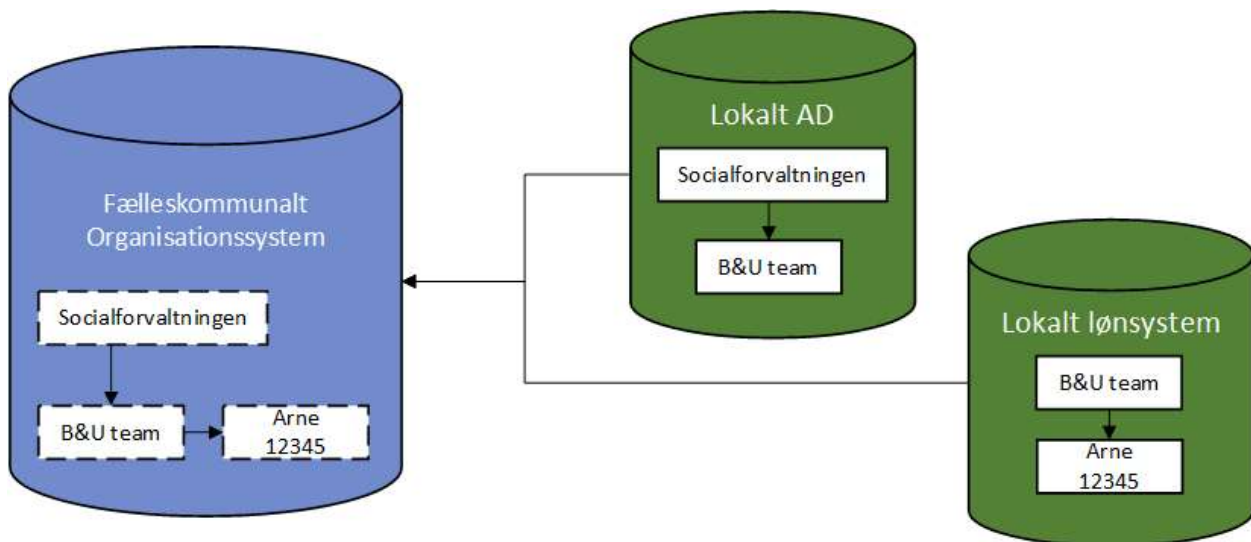 Fælleskommunalt
Organisationssystem
Socialforvaltningen
B&U team
Arne
12345
Lokalt AD
Socialforvaltningen
B&U team
Lokalt lønsystem
B&U team
Arne
12345